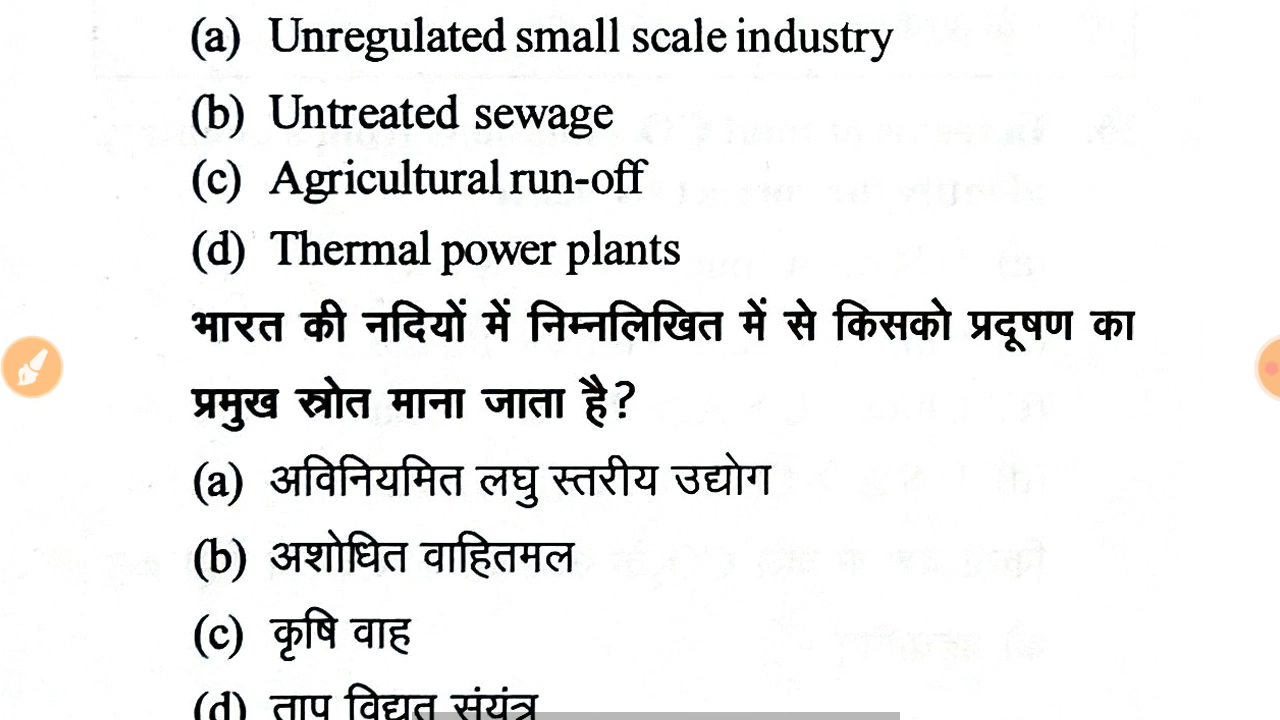 (a) Unregulated small scale industry
(b) Untreated sewage
(c) Agricultural run-off
(d) Thermal power plants
भारत की नदियों में निम्नलिखित में से किसको प्रदूषण का
प्रमुख स्रोत माना जाता है?
(a) अविनियमित लघु स्तरीय उद्योग
(b) अशोधित वाहितमल
(c) कृषि वाह
(d) ताप विद्युत संयंत्र